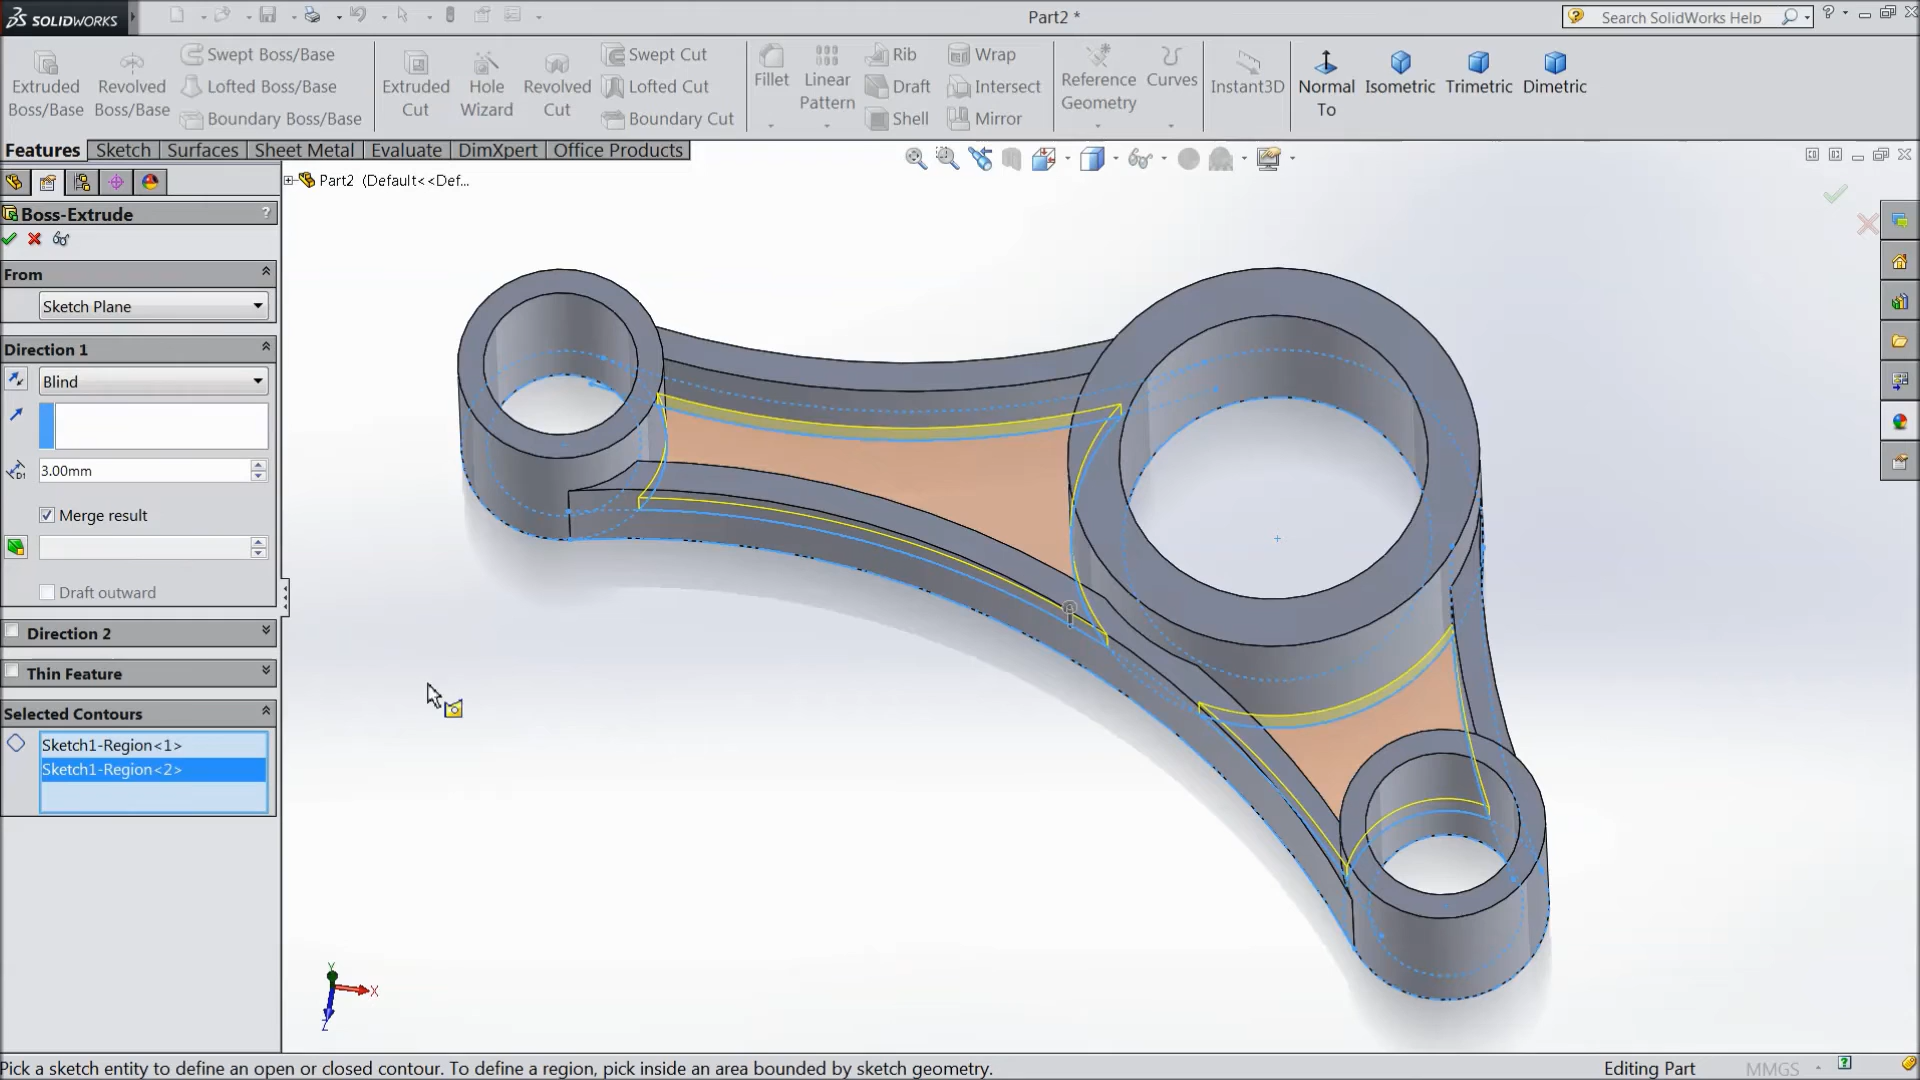 SOLIDWORKS
Part2 *
Search SolidWorks Help
Extruded Boss/Base
Revolved Boss/Base
Swept Boss/Base
Lofted Boss/Base
Boundary Boss/Base
Extruded Cut
Hole Wizard
Revolved Cut
Swept Cut
Lofted Cut
Boundary Cut
Fillet
Linear Pattern
Rib
Draft
Shell
Wrap
Intersect
Mirror
Reference Geometry
Curves
Instant3D
Normal To
Isometric
Trimetric
Dimetric
Features
Sketch
Surfaces
Sheet Metal
Evaluate
DimXpert
Office Products
Part2 (Default<<Def...
Boss-Extrude
?
From
Sketch Plane
Direction 1
Blind
D1
3.00mm
Merge result
Draft outward
Direction 2
Thin Feature
Selected Contours
Sketch1-Region<1>
Sketch1-Region<2>
Y
X
Z
Pick a sketch entity to define an open or closed contour. To define a region, pick inside an area bounded by sketch geometry.
Editing Part
MMGS